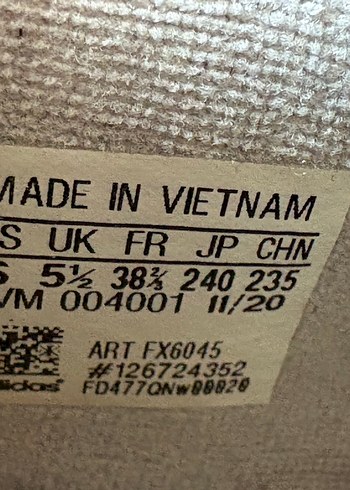 MADE IN VIETNAM
S UK FR JP CHN
5½ 38⅔ 240 235
VM 004001 11/20
ART FX6045
#126724352
adidas FD477QNW00020